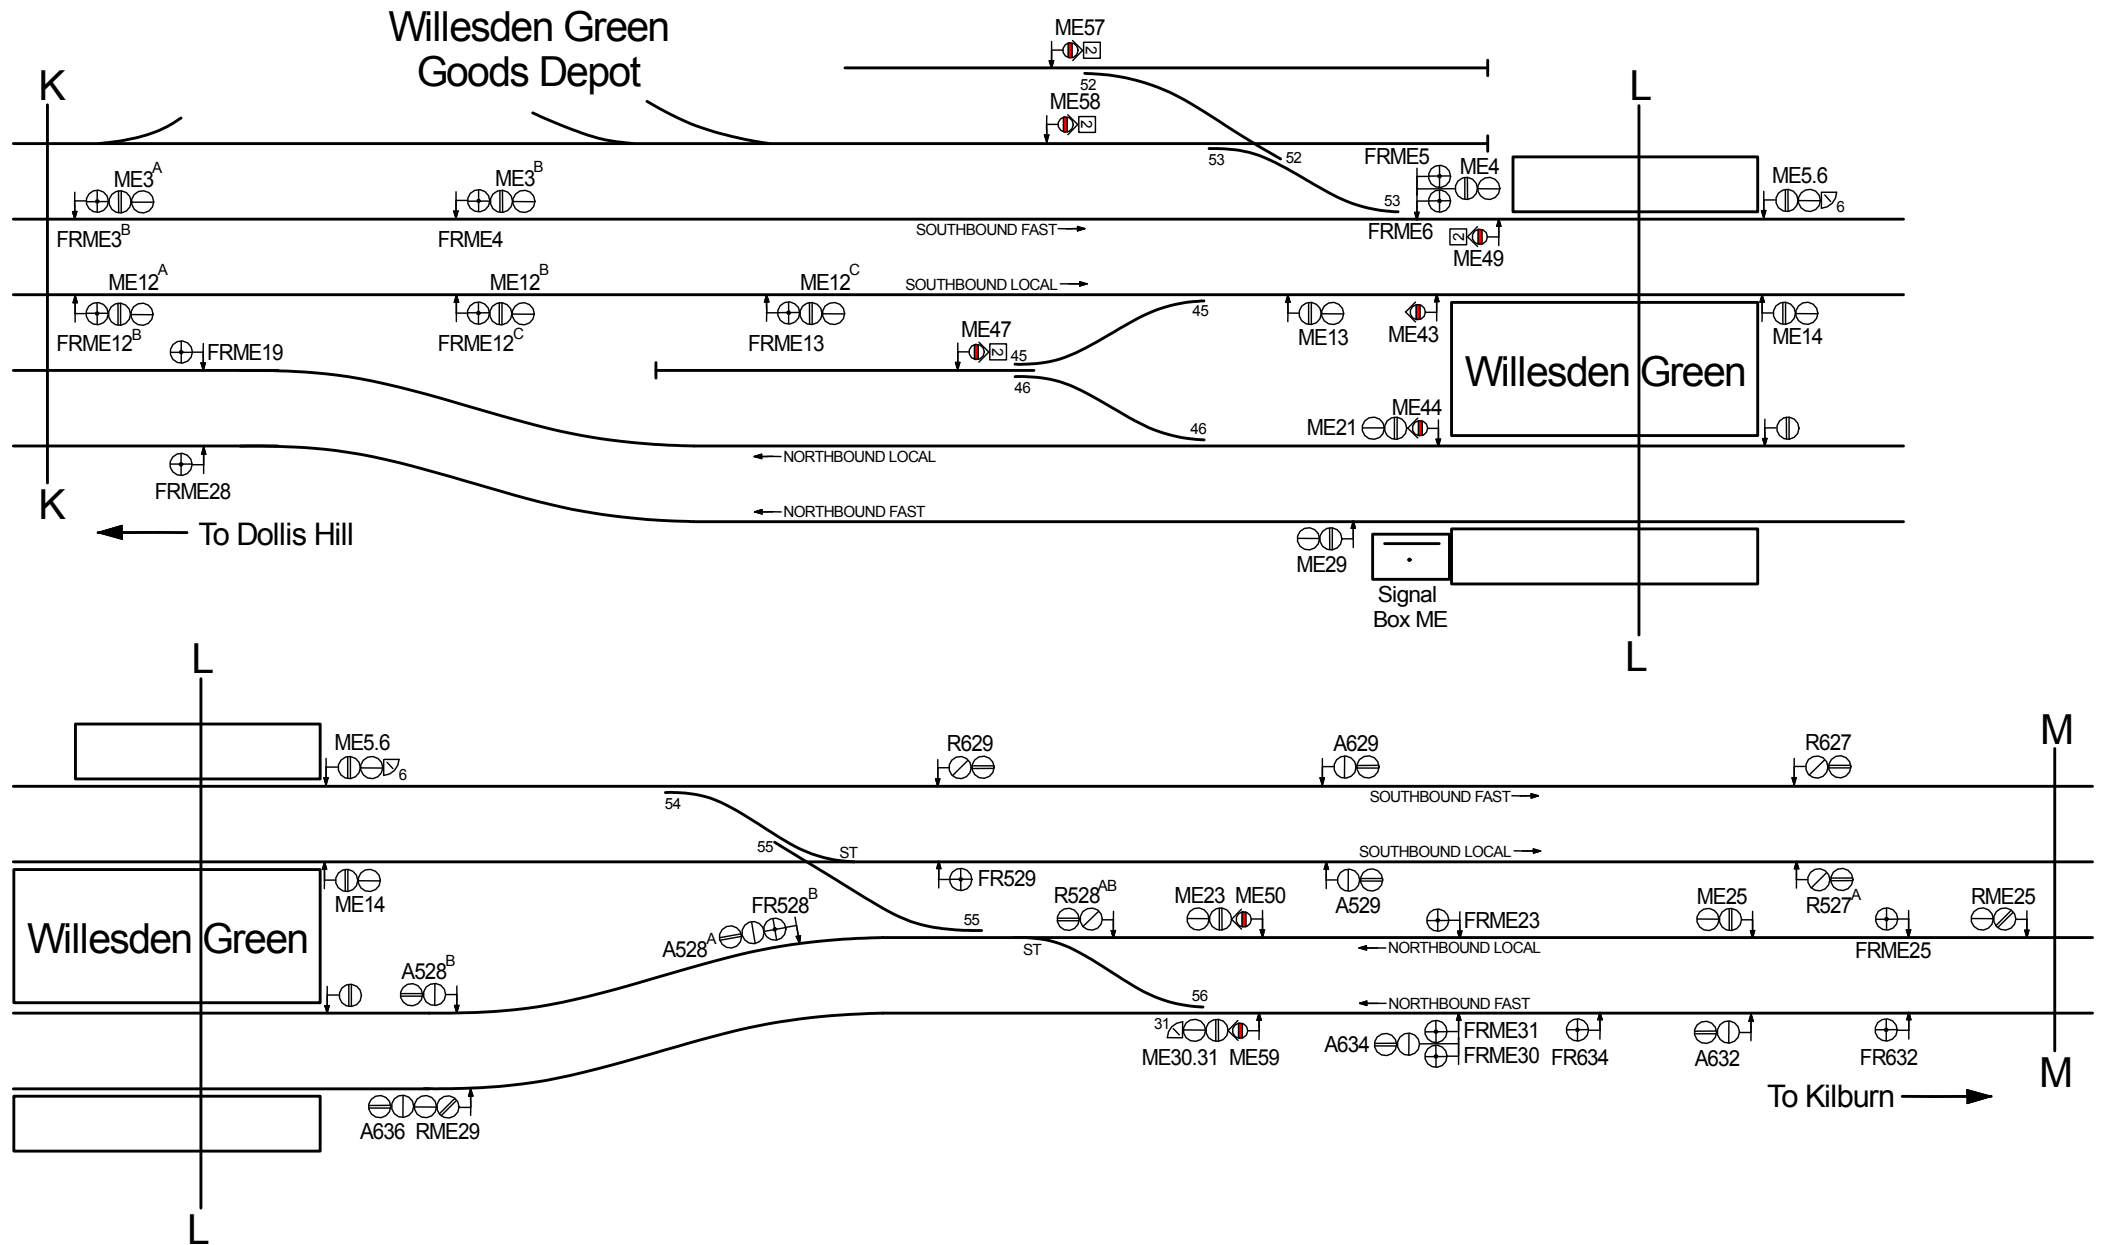 Willesden Green
Goods Depot
K
L
ME57
2
52
ME58
2
53
52
FRME5
ME4
ME3A
ME3B
53
ME5.6
6
FRME3B
FRME4
SOUTHBOUND FAST
FRME6
2
ME49
ME12A
ME12B
ME12C
SOUTHBOUND LOCAL
45
FRME12B
FRME12C
FRME13
ME13
ME43
ME14
FRME19
ME47
2
45
46
Willesden Green
ME44
ME21
46
NORTHBOUND LOCAL
FRME28
K
NORTHBOUND FAST
To Dollis Hill
ME29
Signal
Box ME
L
L
M
ME5.6
6
R629
A629
R627
54
SOUTHBOUND FAST
55
ST
SOUTHBOUND LOCAL
ME14
FR529
A529
R527A
FR528B
R528AB
ME23
ME50
FRME23
ME25
FRME25
RME25
Willesden Green
A528A
55
ST
NORTHBOUND LOCAL
A528B
56
NORTHBOUND FAST
31
ME30.31
ME59
A634
FRME31
FRME30
FR634
A632
FR632
M
To Kilburn
A636
RME29
L